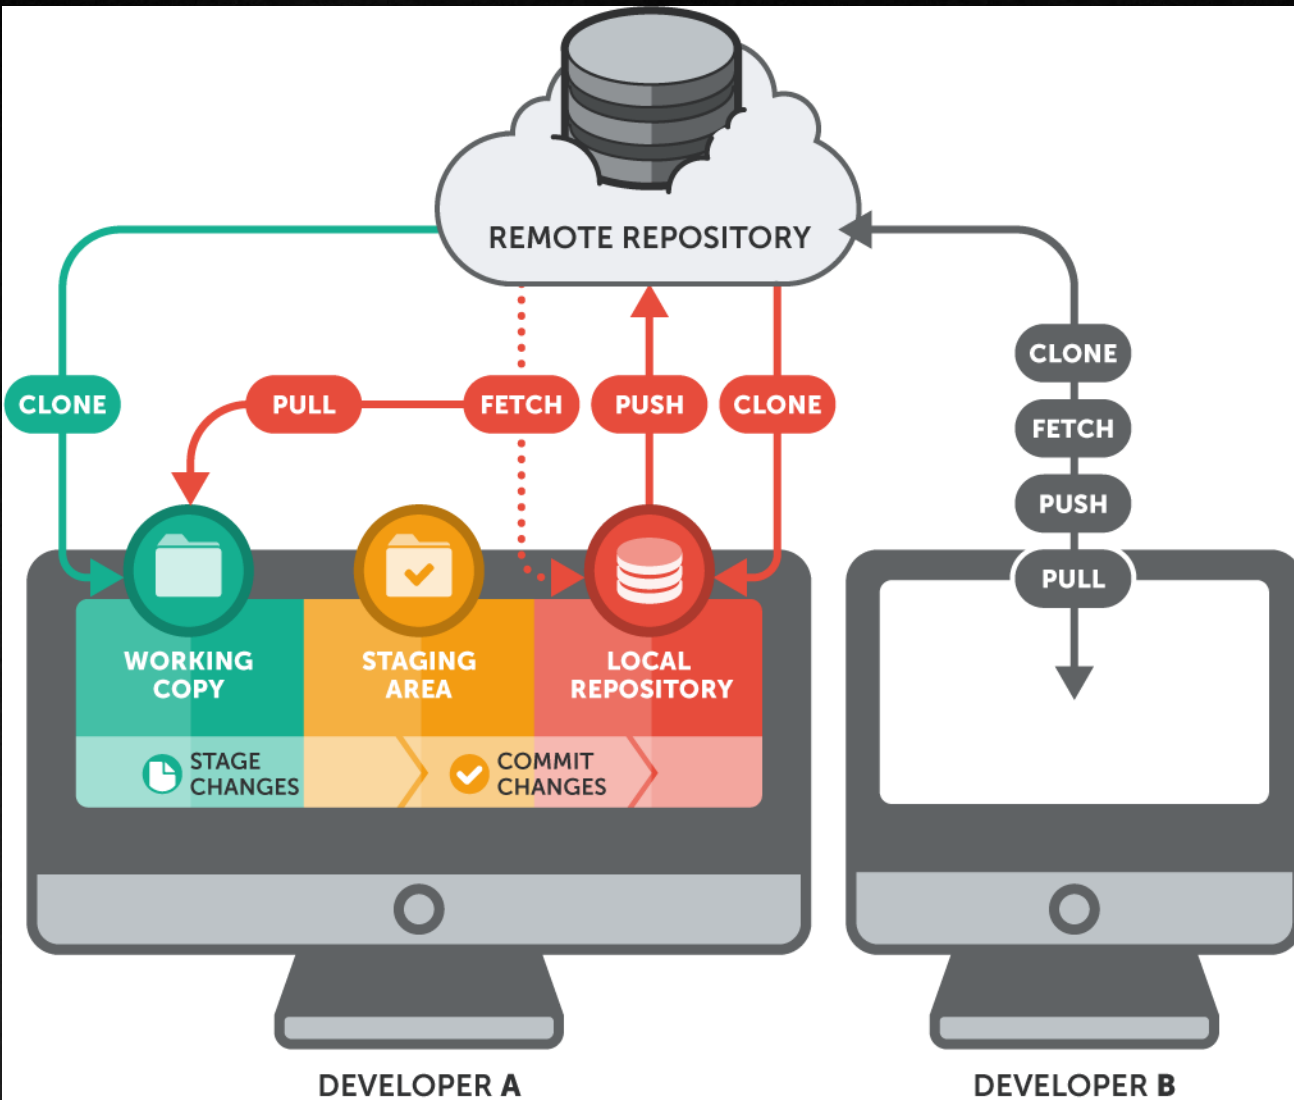 REMOTE REPOSITORY
CLONE
PULL
FETCH
PUSH
CLONE
CLONE
FETCH
PUSH
PULL
WORKING
COPY
STAGING
AREA
LOCAL
REPOSITORY
STAGE
CHANGES
COMMIT
CHANGES
DEVELOPER A
DEVELOPER B